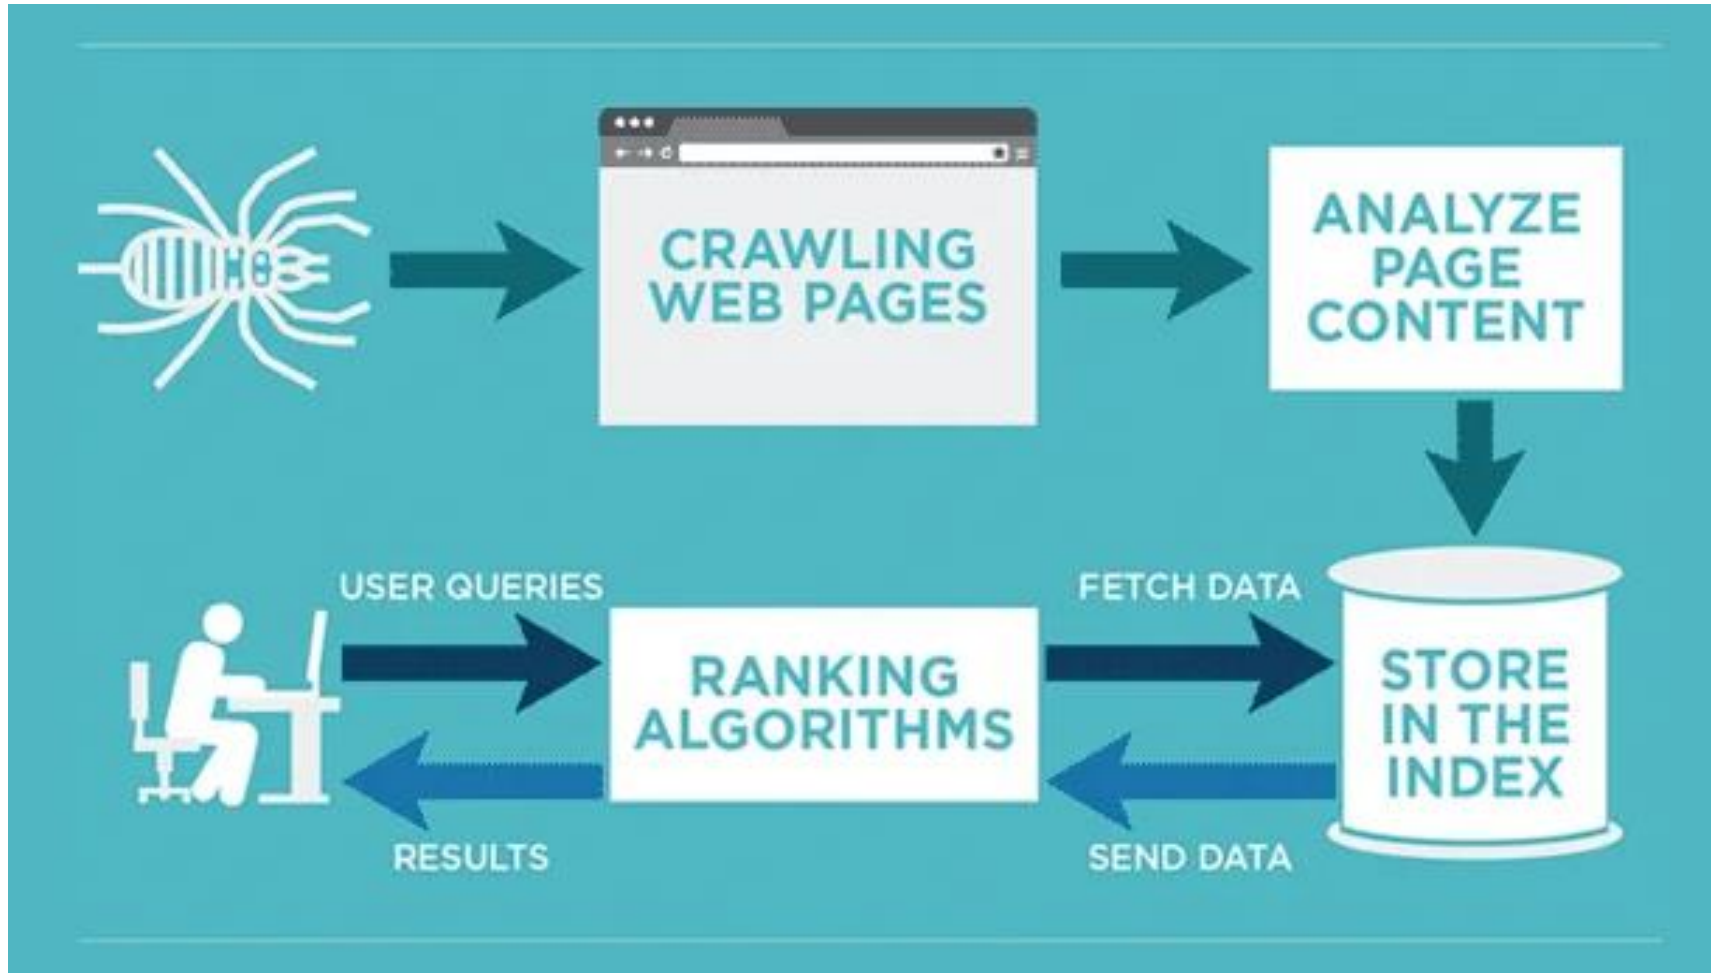 CRAWLING
WEB PAGES
ANALYZE
PAGE
CONTENT
USER QUERIES
FETCH DATA
RANKING
ALGORITHMS
STORE
IN THE
INDEX
RESULTS
SEND DATA